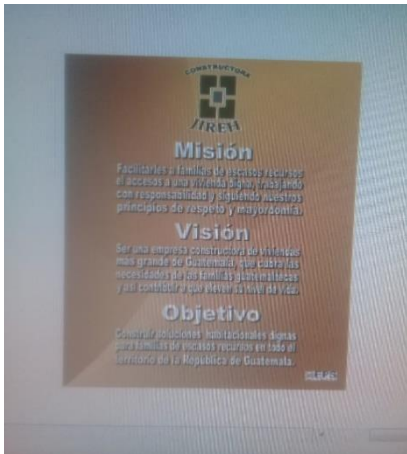 CONSTRUCTORA
JIREH
Misión
Facilitarles a familias de escasos recursos
el accesos a una vivienda digna, trabajando
con responsabilidad y siguiendo nuestros
principios de respeto y mayordomía.
Visión
Ser una empresa constructora de viviendas
más grande de Guatemala, que cubra las
necesidades de las familias guatemaltecas
y así contribuir a que eleven su nivel de vida.
Objetivo
Construir soluciones habitacionales dignas
para familias de escasos recursos en todo el
territorio de la República de Guatemala.